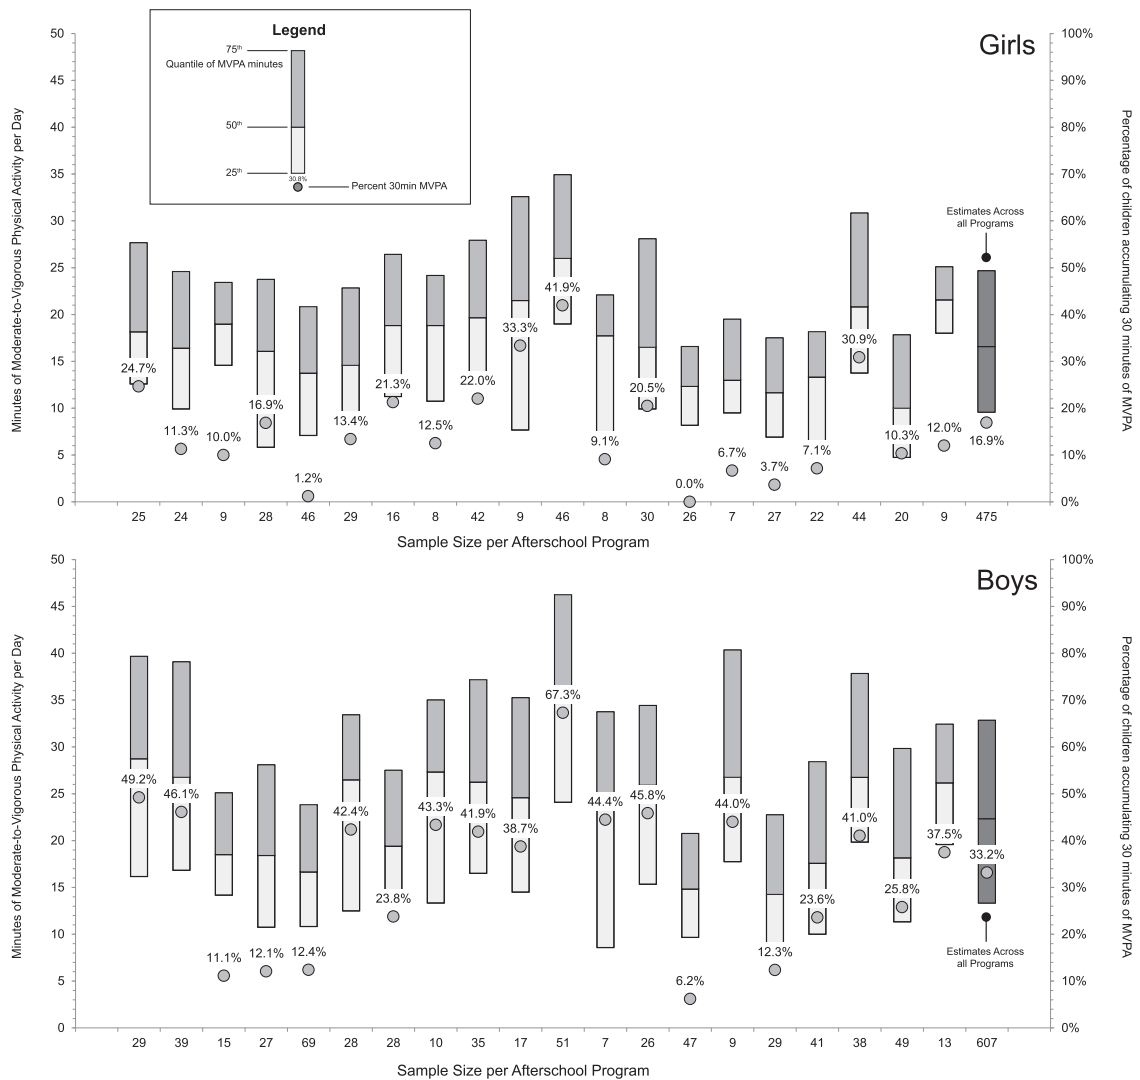 Legend
75th
Quantile of MVPA minutes
50th
25th
30.8%
Percent 30min MVPA
Girls
Minutes of Moderate-to-Vigorous Physical Activity per Day
50
45
40
35
30
25
20
15
10
5
0
100%
90%
80%
70%
60%
50%
40%
30%
20%
10%
0%
Percentage of children accumulating 30 minutes of MVPA
Estimates Across
all Programs
24.7% 11.3% 10.0% 16.9% 1.2% 13.4% 21.3% 12.5% 22.0% 33.3% 41.9% 9.1% 20.5% 0.0% 6.7% 3.7% 7.1% 30.9% 10.3% 12.0% 16.9%
25 24 9 28 46 29 16 8 42 9 46 8 30 26 7 27 22 44 20 9 475
Sample Size per Afterschool Program
Boys
Minutes of Moderate-to-Vigorous Physical Activity per Day
50
45
40
35
30
25
20
15
10
5
0
100%
90%
80%
70%
60%
50%
40%
30%
20%
10%
0%
Percentage of children accumulating 30 minutes of MVPA
49.2% 46.1% 11.1% 12.1% 12.4% 42.4% 23.8% 43.3% 41.9% 38.7% 67.3% 44.4% 45.8% 6.2% 44.0% 12.3% 23.6% 41.0% 25.8% 37.5% 33.2%
Estimates Across
all Programs
29 39 15 27 69 28 28 10 35 17 51 7 26 47 9 29 41 38 49 13 607
Sample Size per Afterschool Program